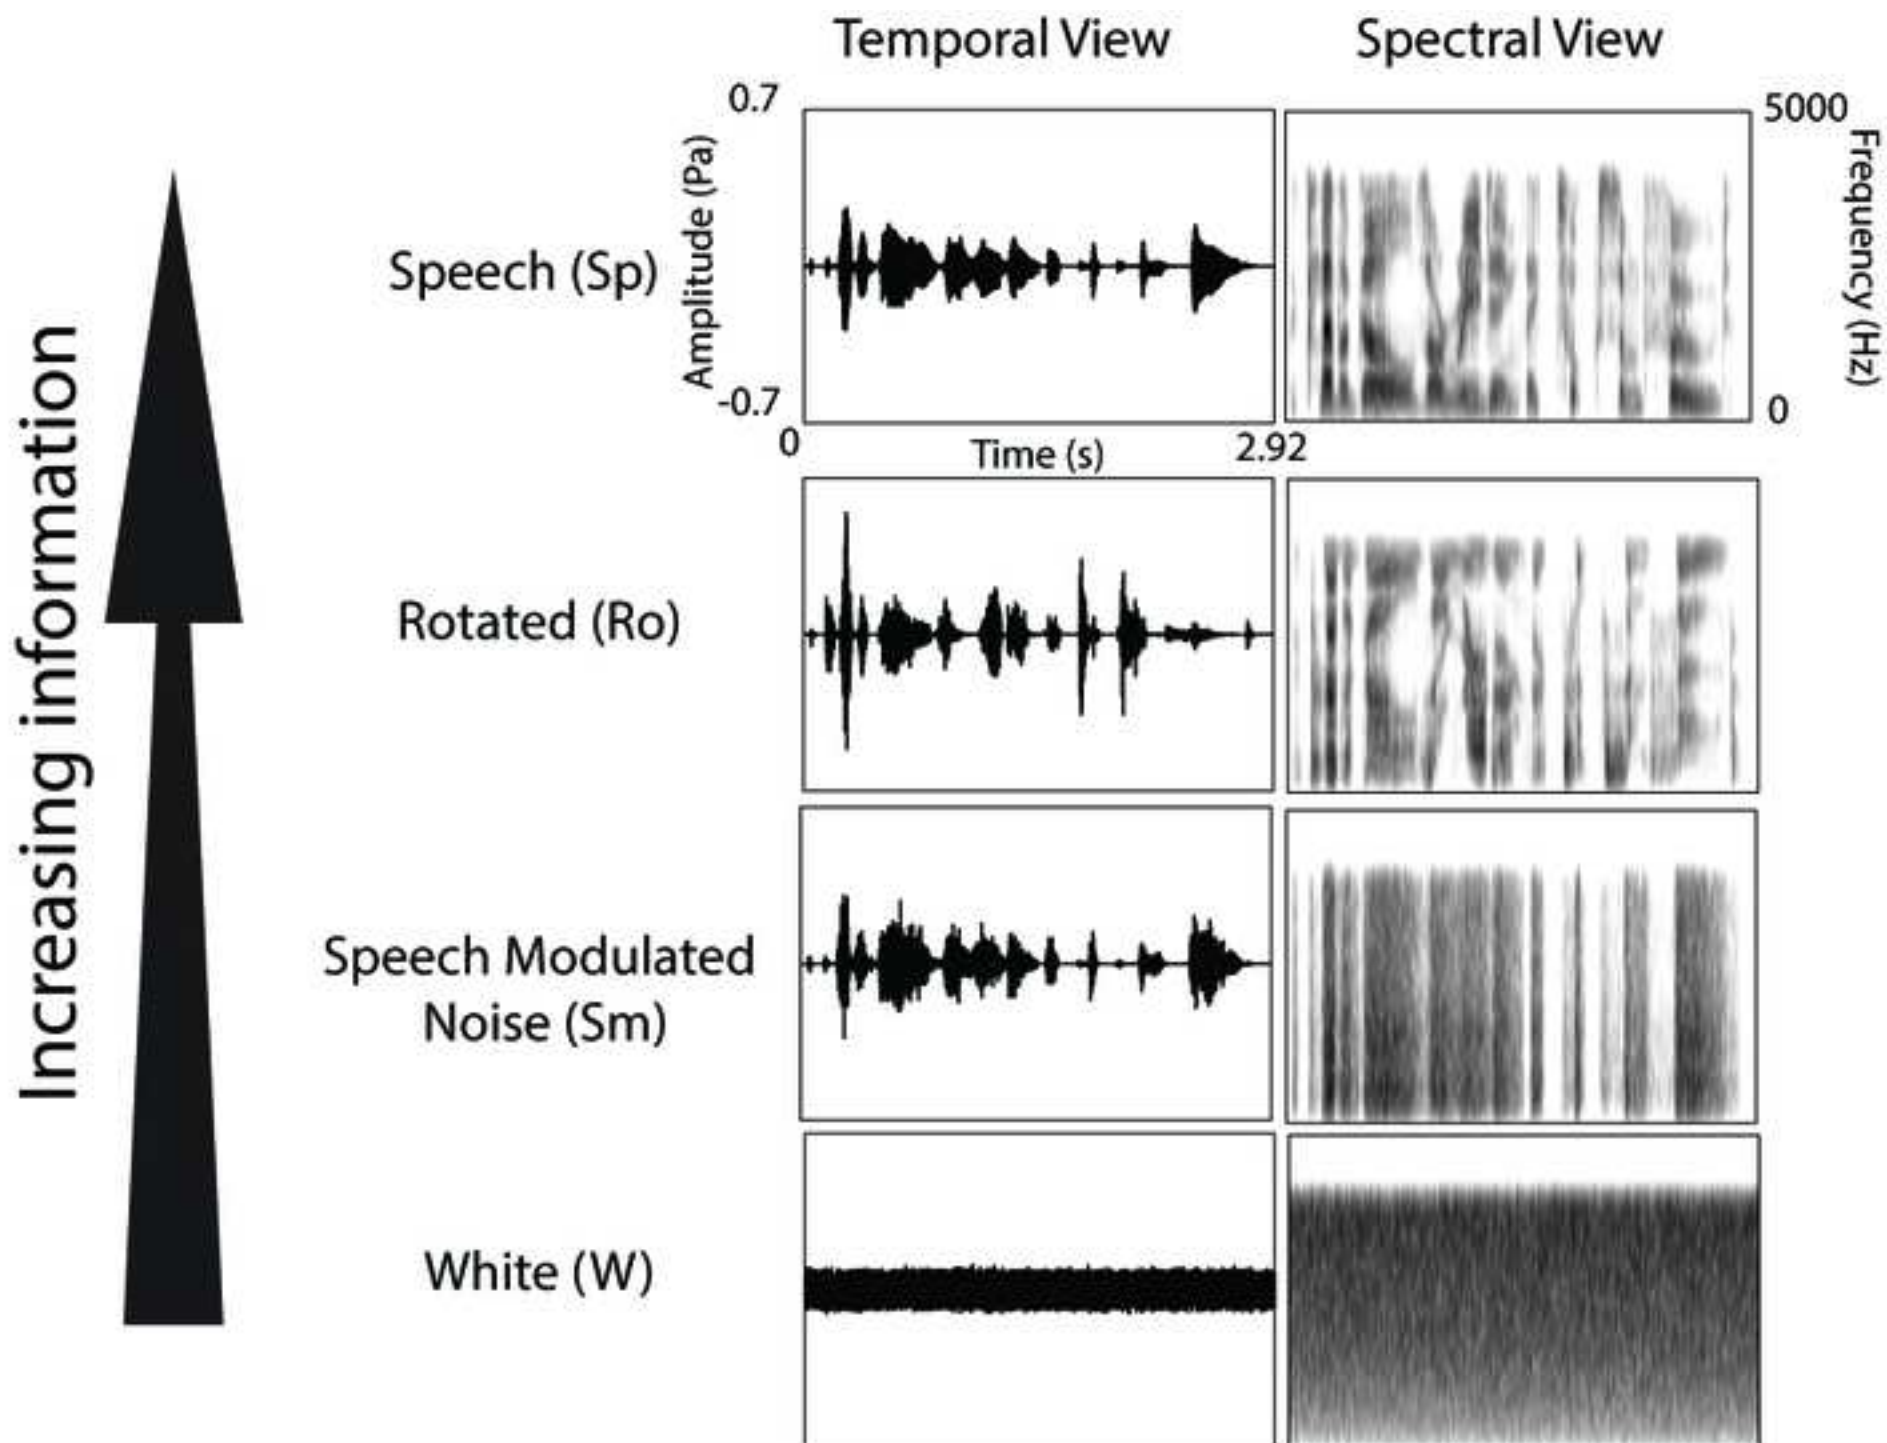 Temporal View
Spectral View
0.7
5000
Amplitude (Pa)
Frequency (Hz)
Speech (Sp)
-0.7
0
0
Time (s)
2.92
Increasing information
Rotated (Ro)
Speech Modulated
Noise (Sm)
White (W)